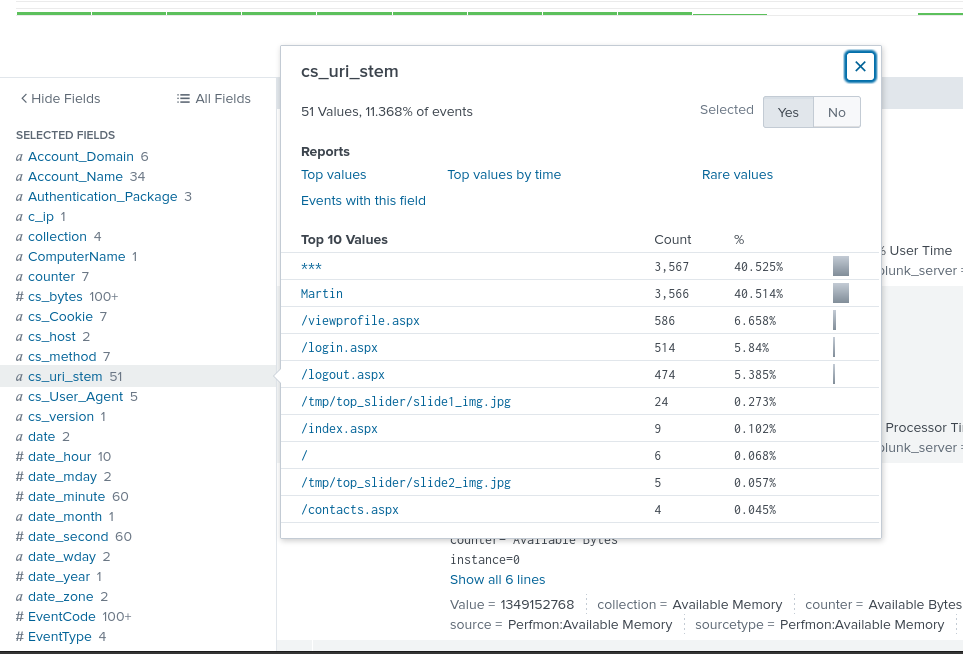 cs_uri_stem
51 Values, 11.368% of events
Selected Yes No
Reports
Top values Top values by time Rare values
Events with this field
Top 10 Values Count %
*** 3,567 40.525%
Martin 3,566 40.514%
/viewprofile.aspx 586 6.658%
/login.aspx 514 5.84%
/logout.aspx 474 5.385%
/tmp/top_slider/slide1_img.jpg 24 0.273%
/index.aspx 9 0.102%
/ 6 0.068%
/tmp/top_slider/slide2_img.jpg 5 0.057%
/contacts.aspx 4 0.045%
Hide Fields All Fields
SELECTED FIELDS
a Account_Domain 6
a Account_Name 34
a Authentication_Package 3
a c_ip 1
a collection 4
a ComputerName 1
a counter 7
# cs_bytes 100+
a cs_Cookie 7
a cs_host 2
a cs_method 7
a cs_uri_stem 51
a cs_User_Agent 5
a cs_version 1
a date 2
# date_hour 10
# date_mday 2
# date_minute 60
a date_month 1
# date_second 60
a date_wday 2
# date_year 1
a date_zone 2
# EventCode 100+
# EventType 4
% User Time
plunk_server =
Processor Ti
plunk_server =
counter= Available Bytes
instance=0
Show all 6 lines
Value = 1349152768 collection = Available Memory counter = Available Bytes
source = Perfmon:Available Memory sourcetype = Perfmon:Available Memory